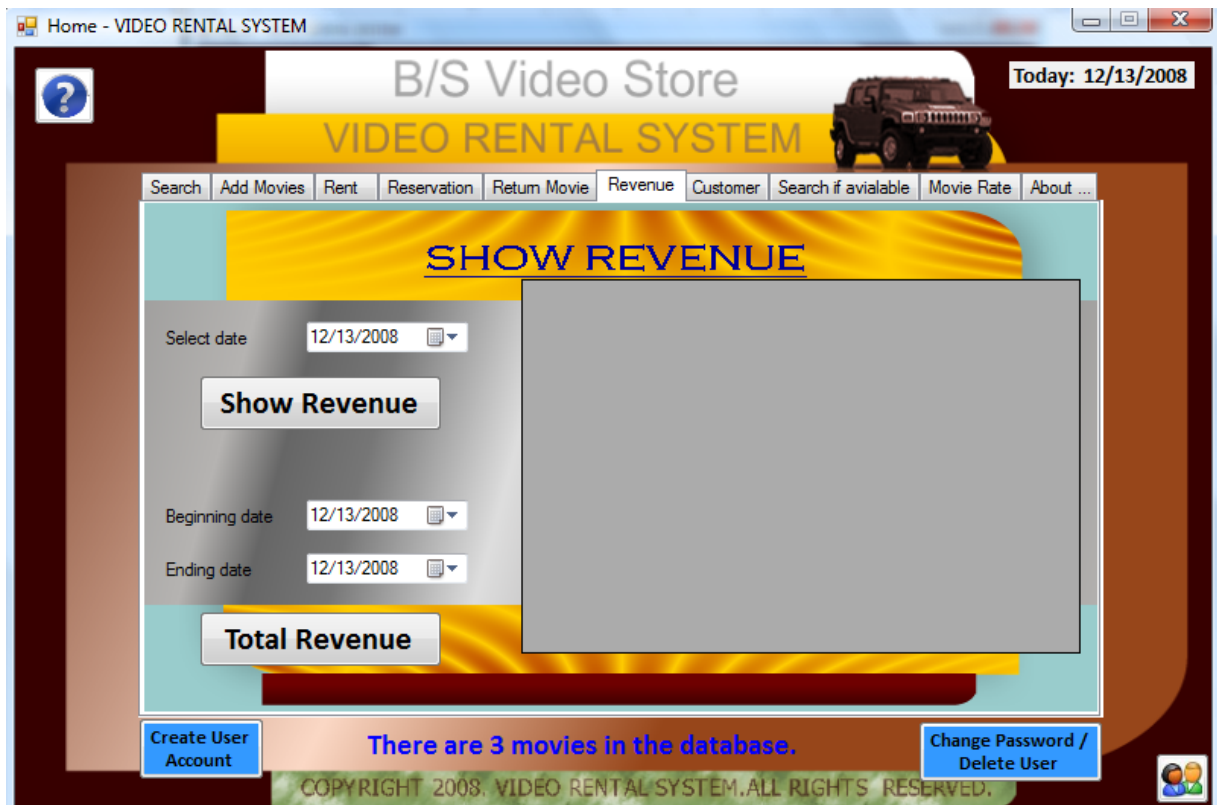 Home - VIDEO RENTAL SYSTEM
B/S Video Store
Today: 12/13/2008
VIDEO RENTAL SYSTEM
Search Add Movies Rent Reservation Return Movie Revenue Customer Search if avialable Movie Rate About ...
SHOW REVENUE
Select date 12/13/2008
Show Revenue
Beginning date 12/13/2008
Ending date 12/13/2008
Total Revenue
Create User
Account
There are 3 movies in the database.
Change Password /
Delete User
COPYRIGHT 2008. VIDEO RENTAL SYSTEM.ALL RIGHTS RESERVED.